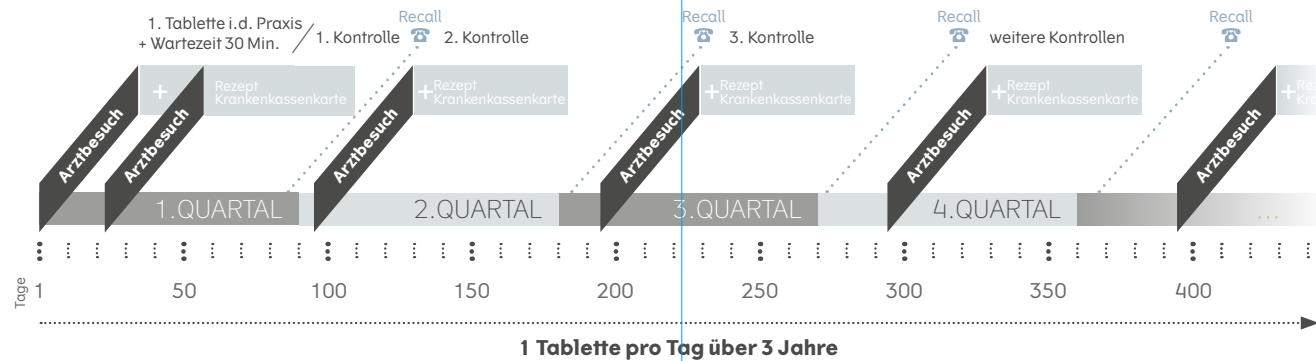 1. Tablette i.d. Praxis
+ Wartezeit 30 Min.
1. Kontrolle
Recall
2. Kontrolle
Recall
3. Kontrolle
Recall
weitere Kontrollen
Recall
+
Rezept
Krankenkassenkarte
+
Rezept
Krankenkassenkarte
+
Rezept
Krankenkassenkarte
+
Rezept
Krankenkassenkarte
+
Arztbesuch
Arztbesuch
Arztbesuch
Arztbesuch
Arztbesuch
Arztbesuch
1.QUARTAL
2.QUARTAL
3.QUARTAL
4.QUARTAL
...
Tage
1 50 100 150 200 250 300 350 400
1 Tablette pro Tag über 3 Jahre